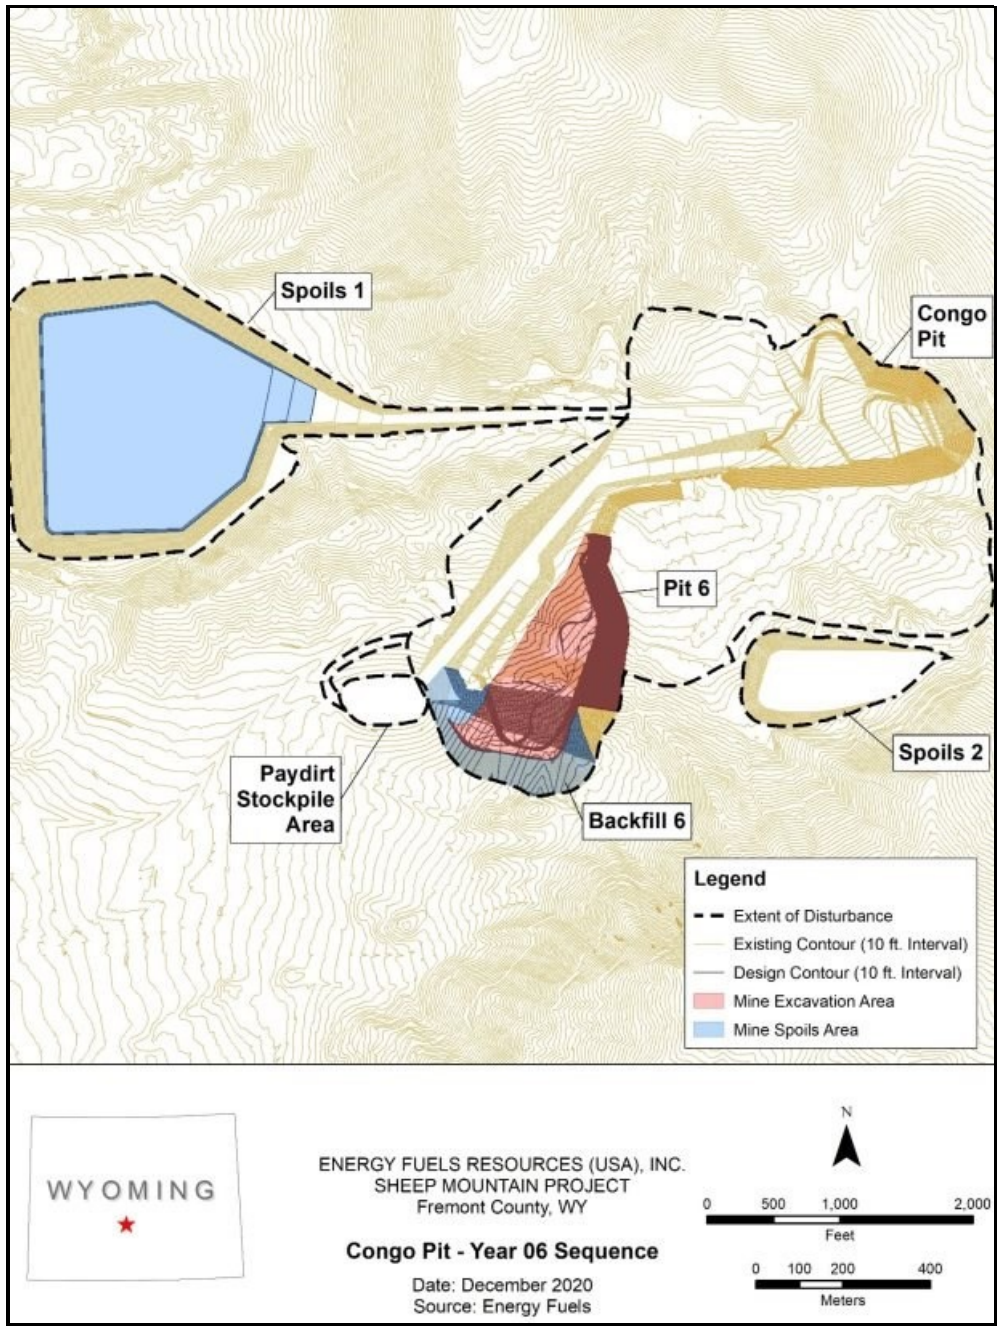 Spoils 1
Congo
Pit
Pit 6
Spoils 2
Paydirt
Stockpile
Area
Backfill 6
Legend
Extent of Disturbance
Existing Contour (10 ft. Interval)
Design Contour (10 ft. Interval)
Mine Excavation Area
Mine Spoils Area
WYOMING
ENERGY FUELS RESOURCES (USA), INC.
SHEEP MOUNTAIN PROJECT
Fremont County, WY
Congo Pit - Year 06 Sequence
Date: December 2020
Source: Energy Fuels
N
0 500 1,000 2,000
Feet
0 100 200 400
Meters